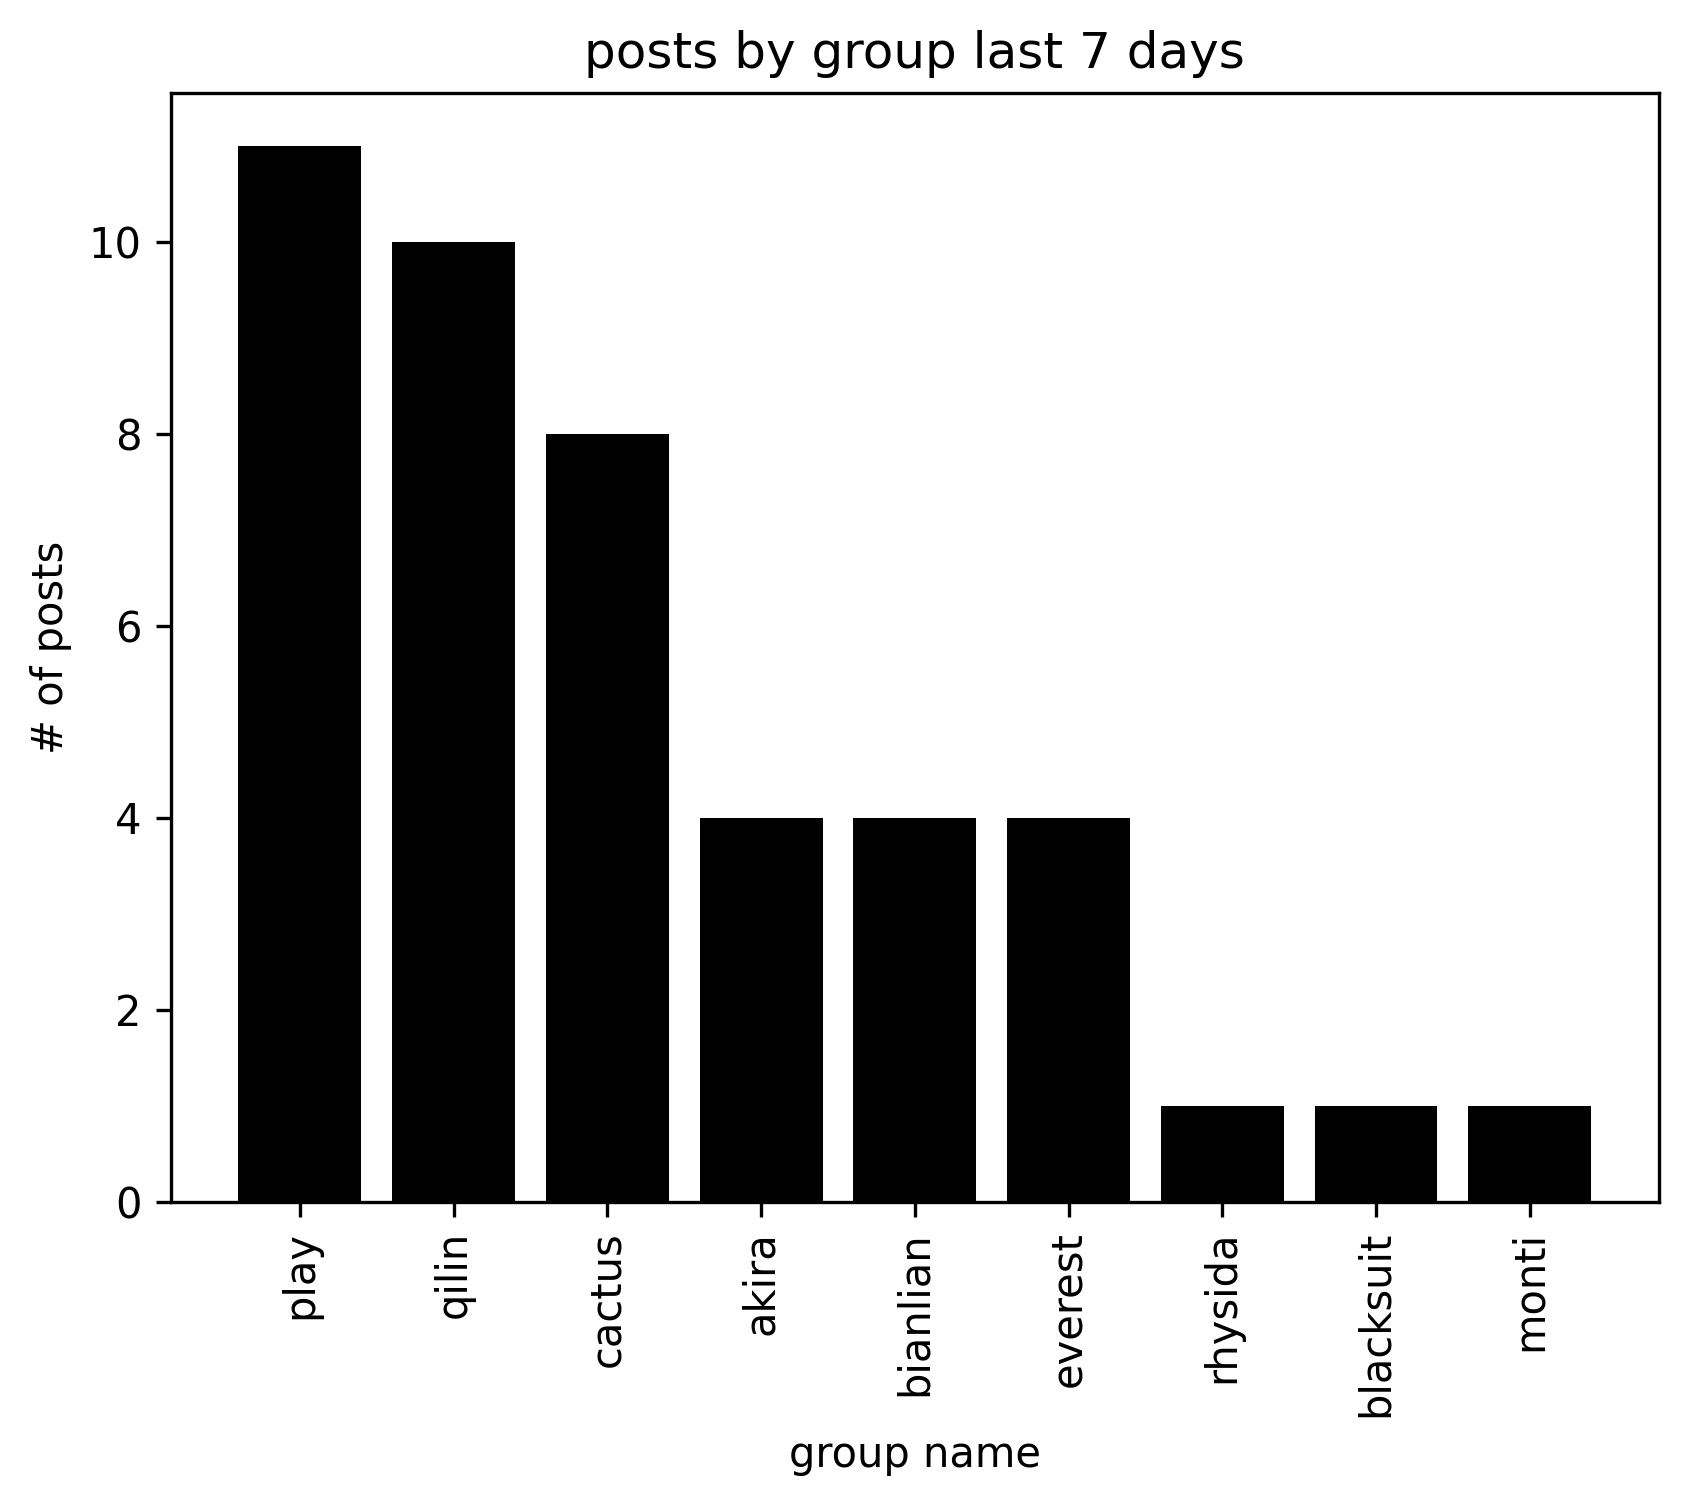 posts by group last 7 days
# of posts
10
8
6
4
2
0
play
qilin
cactus
akira
bianlian
everest
rhysida
blacksuit
monti
group name